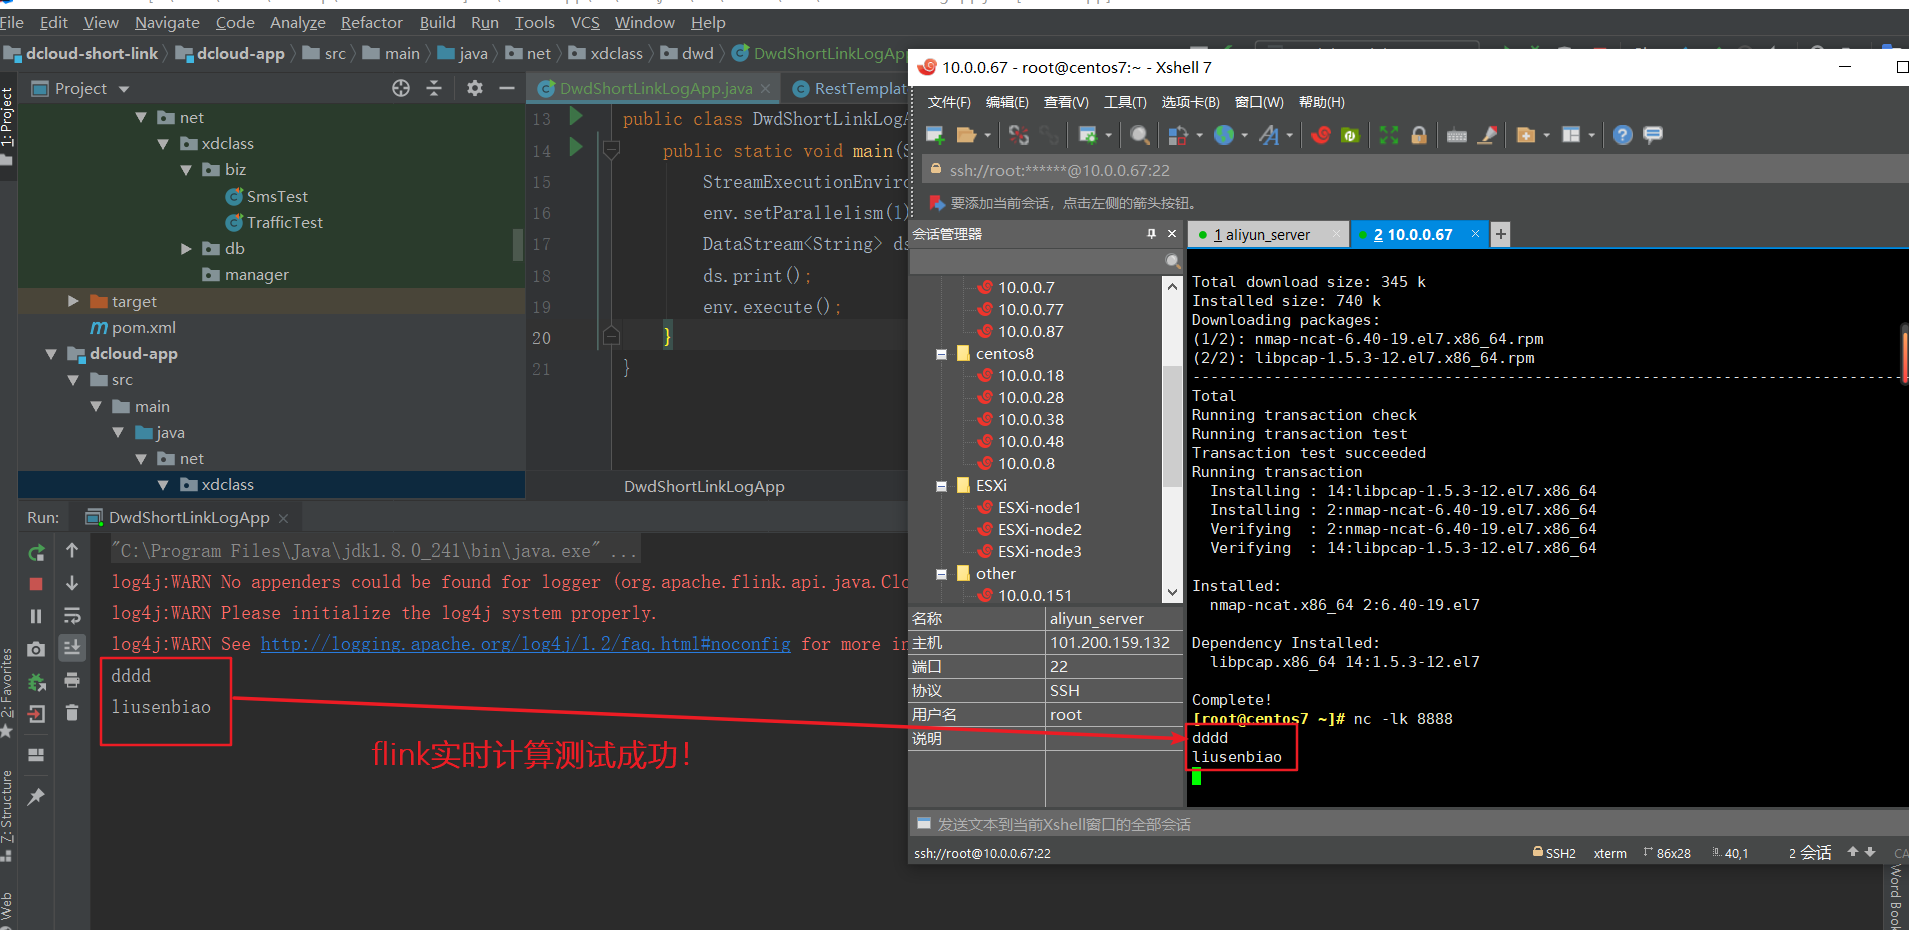 File Edit View Navigate Code Analyze Refactor Build Run Tools VCS Window Help
dcloud-short-link dcloud-app src main java net xdclass dwd DwdShortLinkLogApp
Project
DwdShortLinkLogApp.java
RestTemplat
1: Project
net
xdclass
biz
SmsTest
TrafficTest
db
manager
target
pom.xml
dcloud-app
src
main
java
net
xdclass
13 public class DwdShortLinkLogA
14 public static void main(S
15 StreamExecutionEnviro
16 env.setParallelism(1)
17 DataStream<String> ds
18 ds.print();
19 env.execute();
20 }
21 }
DwdShortLinkLogApp
Run: DwdShortLinkLogApp
"C:\Program Files\Java\jdk1.8.0_241\bin\java.exe" ...
log4j:WARN No appenders could be found for logger (org.apache.flink.api.java.Clo
log4j:WARN Please initialize the log4j system properly.
log4j:WARN See http://logging.apache.org/log4j/1.2/faq.html#noconfig for more in
dddd
liusenbiao
flink实时计算测试成功!
2: Favorites
7: Structure
Web
10.0.0.67 - root@centos7:~ - Xshell 7
文件(F) 编辑(E) 查看(V) 工具(T) 选项卡(B) 窗口(W) 帮助(H)
ssh://root:******@10.0.0.67:22
要添加当前会话，点击左侧的箭头按钮。
会话管理器
1 aliyun_server
2 10.0.0.67
10.0.0.7
10.0.0.77
10.0.0.87
centos8
10.0.0.18
10.0.0.28
10.0.0.38
10.0.0.48
10.0.0.8
ESXi
ESXi-node1
ESXi-node2
ESXi-node3
other
10.0.0.151
名称 aliyun_server
主机 101.200.159.132
端口 22
协议 SSH
用户名 root
说明
Total download size: 345 k
Installed size: 740 k
Downloading packages:
(1/2): nmap-ncat-6.40-19.el7.x86_64.rpm
(2/2): libpcap-1.5.3-12.el7.x86_64.rpm
--------------------------------------------------------------------------------
Total
Running transaction check
Running transaction test
Transaction test succeeded
Running transaction
Installing : 14:libpcap-1.5.3-12.el7.x86_64
Installing : 2:nmap-ncat-6.40-19.el7.x86_64
Verifying : 2:nmap-ncat-6.40-19.el7.x86_64
Verifying : 14:libpcap-1.5.3-12.el7.x86_64
Installed:
nmap-ncat.x86_64 2:6.40-19.el7
Dependency Installed:
libpcap.x86_64 14:1.5.3-12.el7
Complete!
[root@centos7 ~]# nc -lk 8888
dddd
liusenbiao
发送文本到当前Xshell窗口的全部会话
ssh://root@10.0.0.67:22
SSH2 xterm 86x28 40,1 2 会话 CA
Word Book